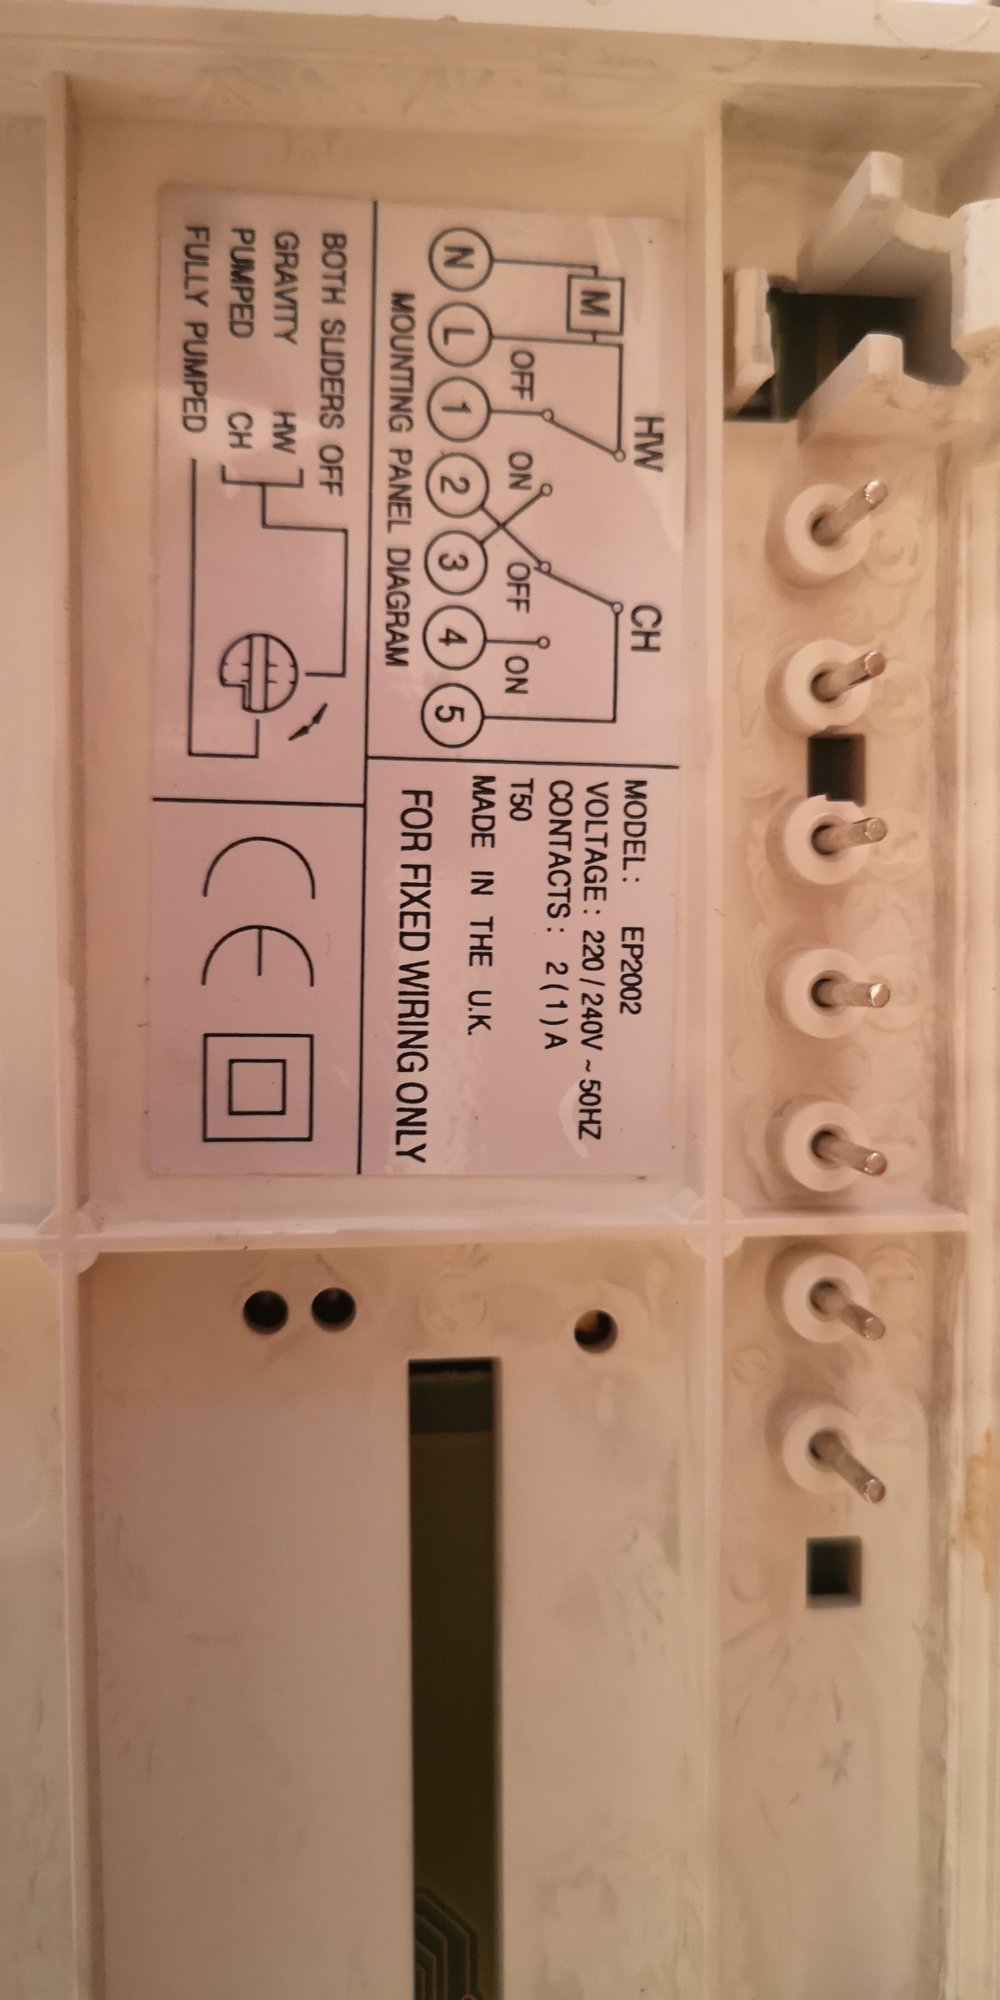 HW CH
M
OFF ON OFF ON
N L 1 2 3 4 5
MOUNTING PANEL DIAGRAM
MODEL: EP2002
VOLTAGE: 220/240V ~ 50HZ
CONTACTS: 2(1)A
T50
MADE IN THE U.K.
FOR FIXED WIRING ONLY
BOTH SLIDERS OFF
GRAVITY HW
PUMPED CH
FULLY PUMPED
CE